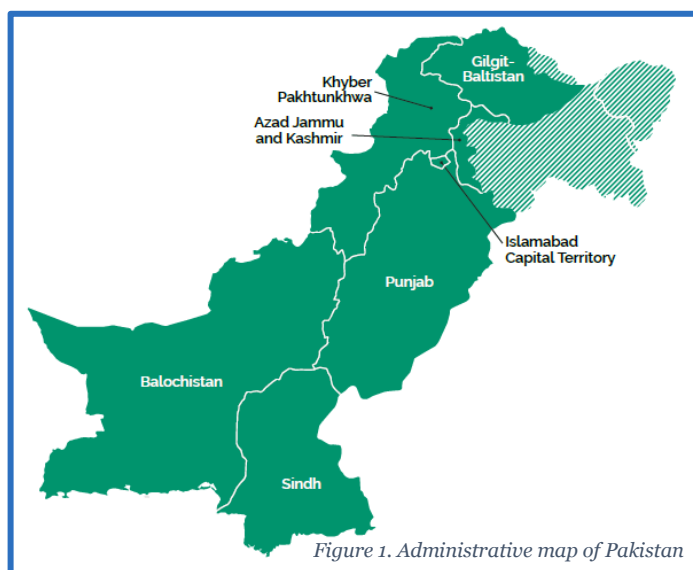 Gilgit-
Baltistan
Khyber
Pakhtunkhwa
Azad Jammu
and Kashmir
Islamabad
Capital Territory
Punjab
Balochistan
Sindh
Figure 1. Administrative map of Pakistan